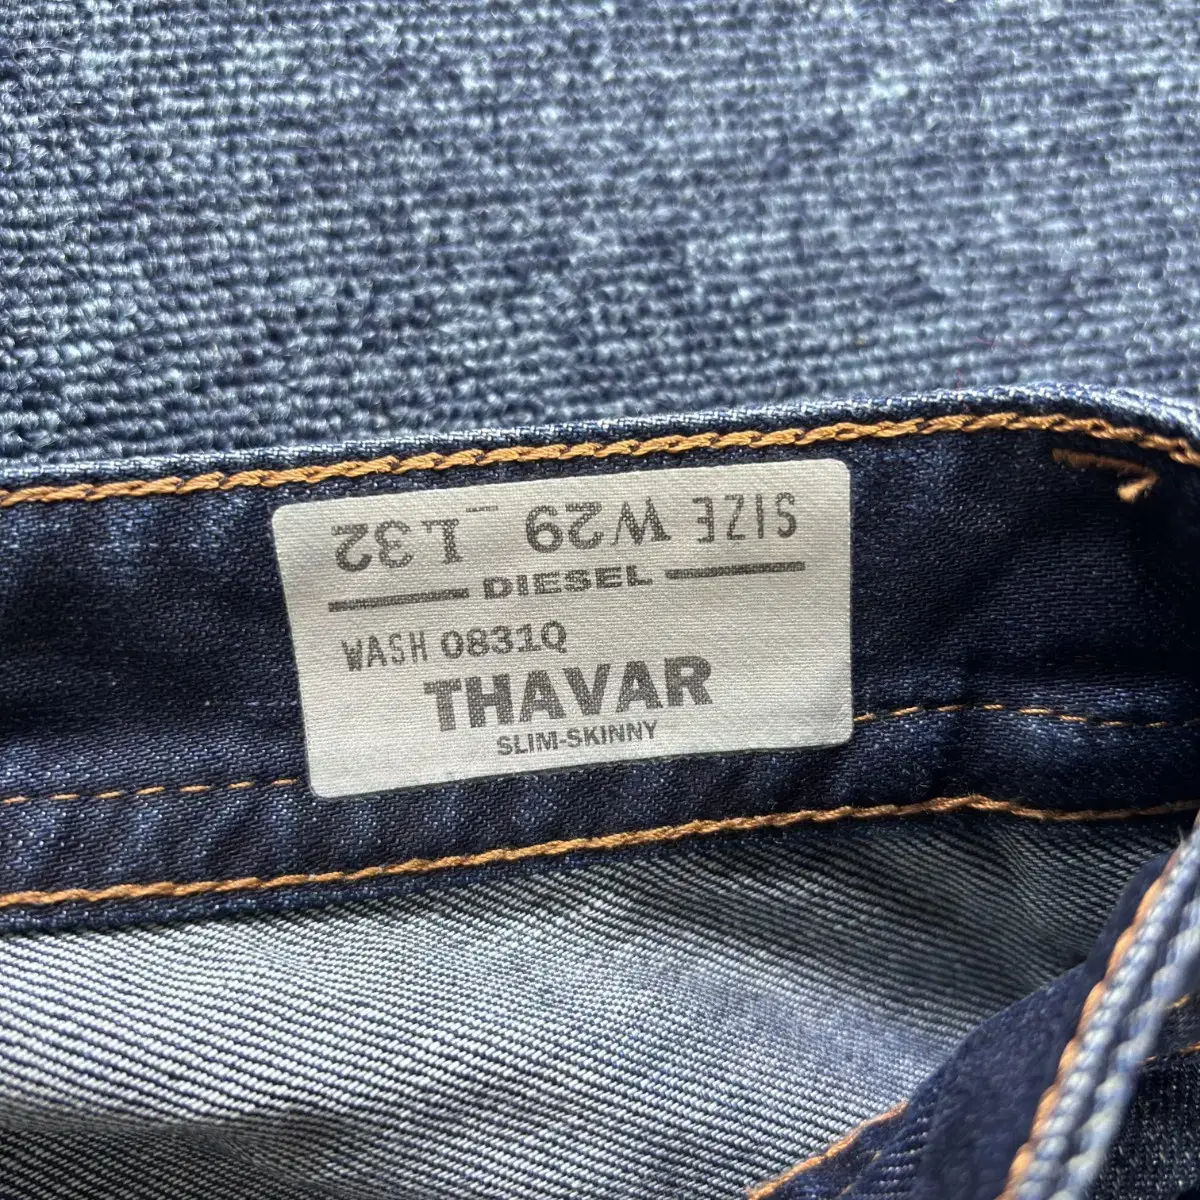 SIZE W29 L32
DIESEL
WASH 0831Q
THAVAR
SLIM-SKINNY